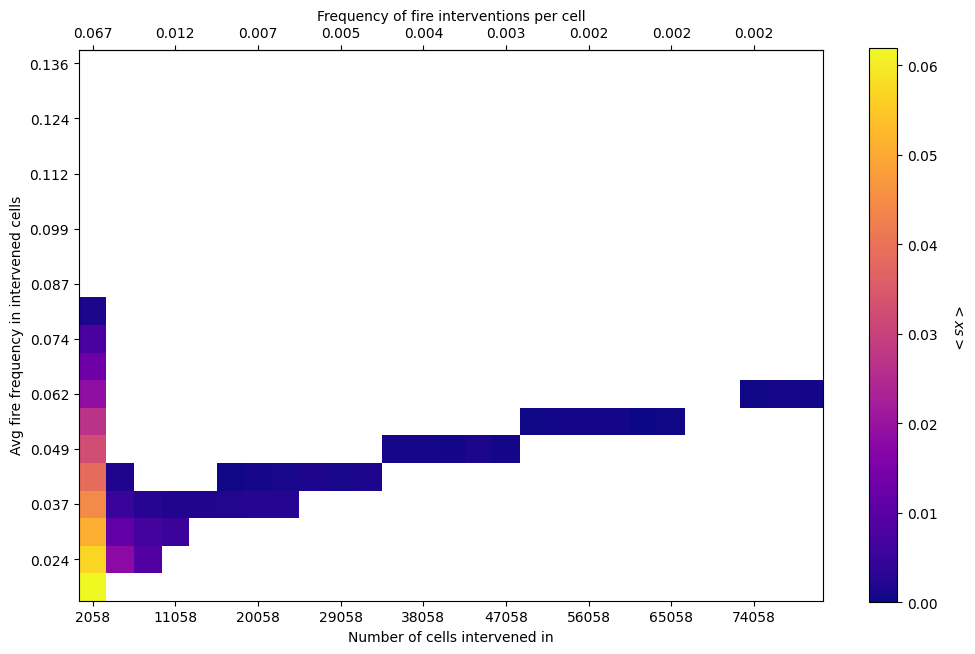 Frequency of fire interventions per cell
0.067 0.012 0.007 0.005 0.004 0.003 0.002 0.002 0.002
Avg fire frequency in intervened cells
0.136
0.124
0.112
0.099
0.087
0.074
0.062
0.049
0.037
0.024
2058 11058 20058 29058 38058 47058 56058 65058 74058
Number of cells intervened in
0.06
0.05
0.04
0.03
0.02
0.01
0.00
< sx >